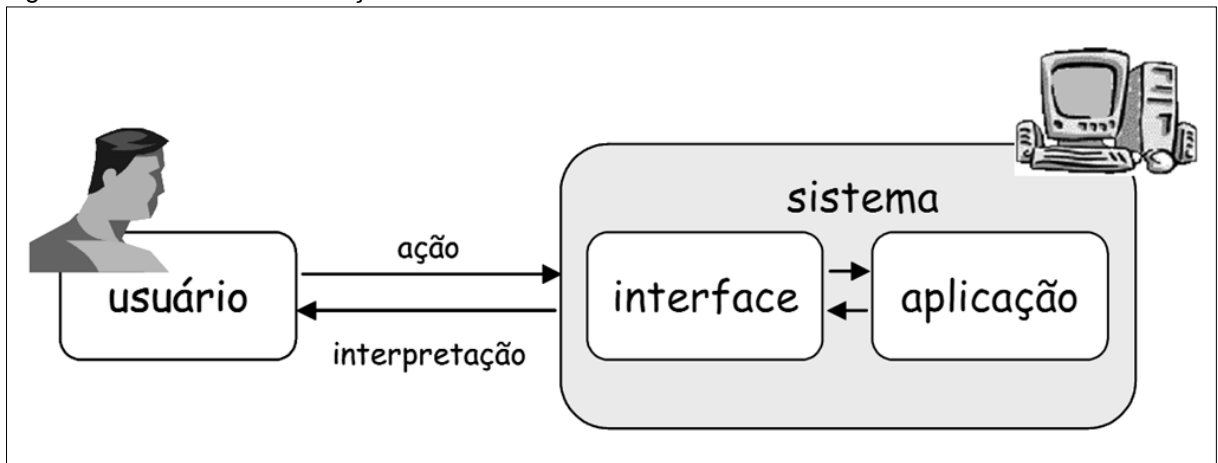 sistema
ação
usuário
interface
aplicação
interpretação